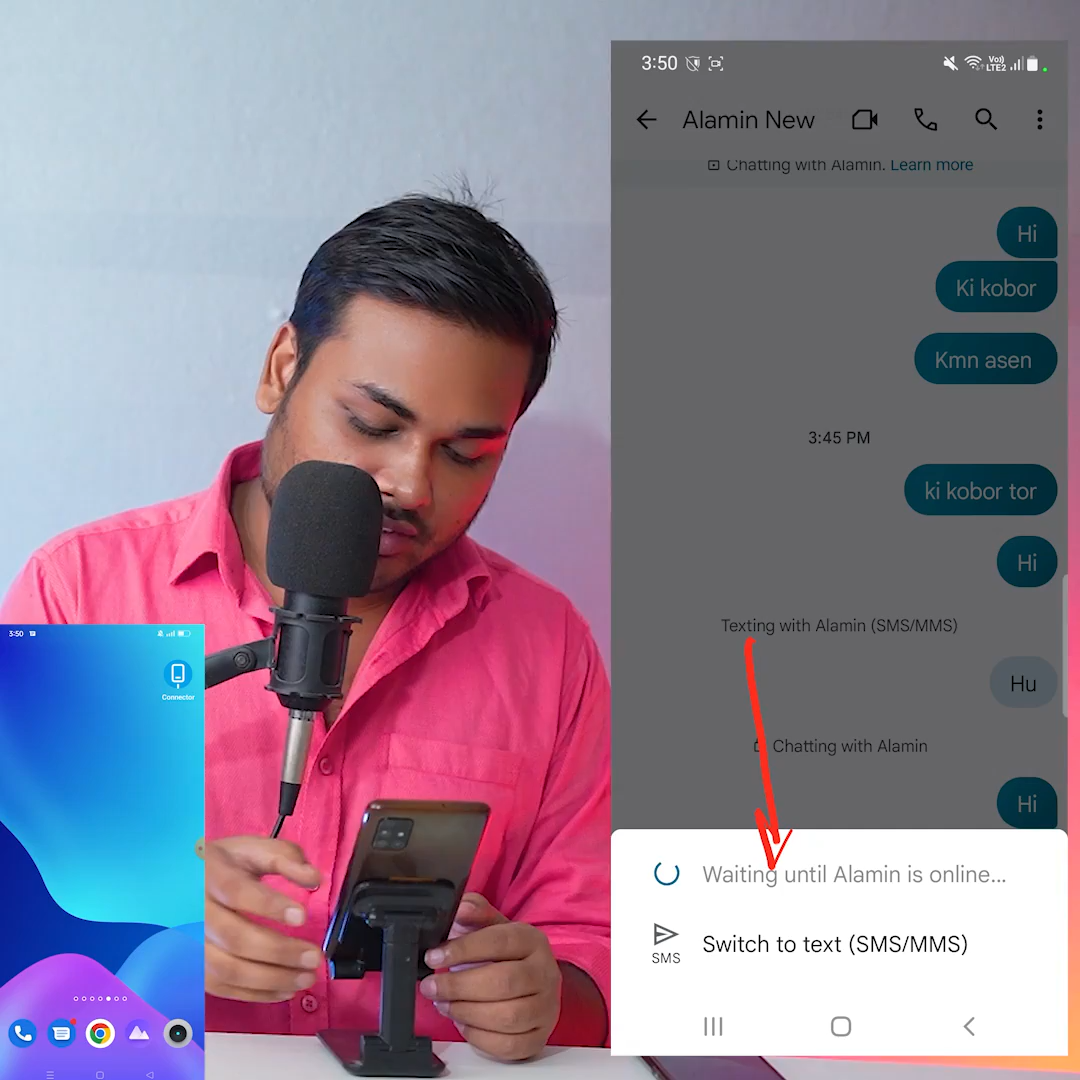 3:50
Vo))
LTE2
Alamin New
Chatting with Alamin. Learn more
Hi
Ki kobor
Kmn asen
3:45 PM
ki kobor tor
Hi
Texting with Alamin (SMS/MMS)
Hu
Chatting with Alamin
Hi
Waiting until Alamin is online...
SMS
Switch to text (SMS/MMS)
3:50
Connector